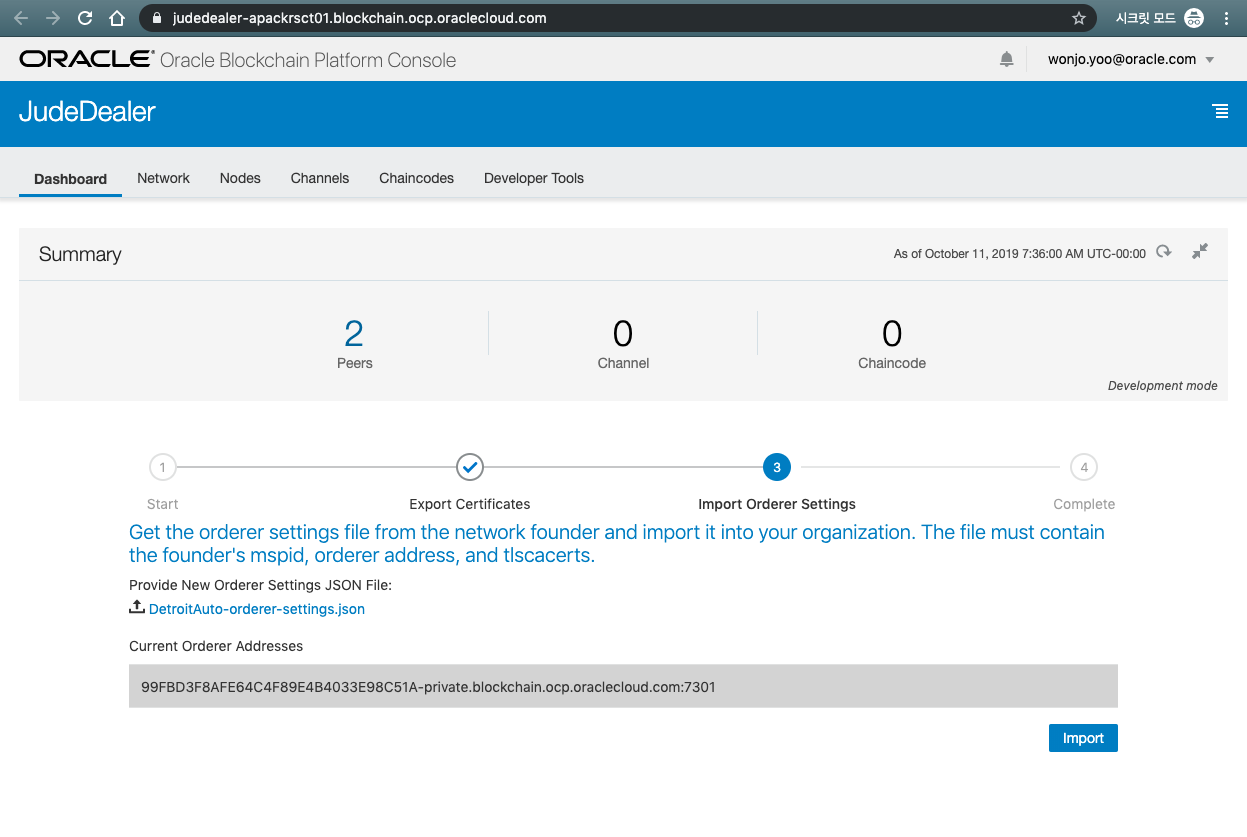 judedealer-apackrsct01.blockchain.ocp.oraclecloud.com
시크릿 모드
ORACLE® Oracle Blockchain Platform Console
wonjo.yoo@oracle.com
JudeDealer
Dashboard Network Nodes Channels Chaincodes Developer Tools
Summary
As of October 11, 2019 7:36:00 AM UTC-00:00
2 0 0
Peers Channel Chaincode
Development mode
1 3 4
Start Export Certificates Import Orderer Settings Complete
Get the orderer settings file from the network founder and import it into your organization. The file must contain
the founder's mspid, orderer address, and tlscacerts.
Provide New Orderer Settings JSON File:
DetroitAuto-orderer-settings.json
Current Orderer Addresses
99FBD3F8AFE64C4F89E4B4033E98C51A-private.blockchain.ocp.oraclecloud.com:7301
Import